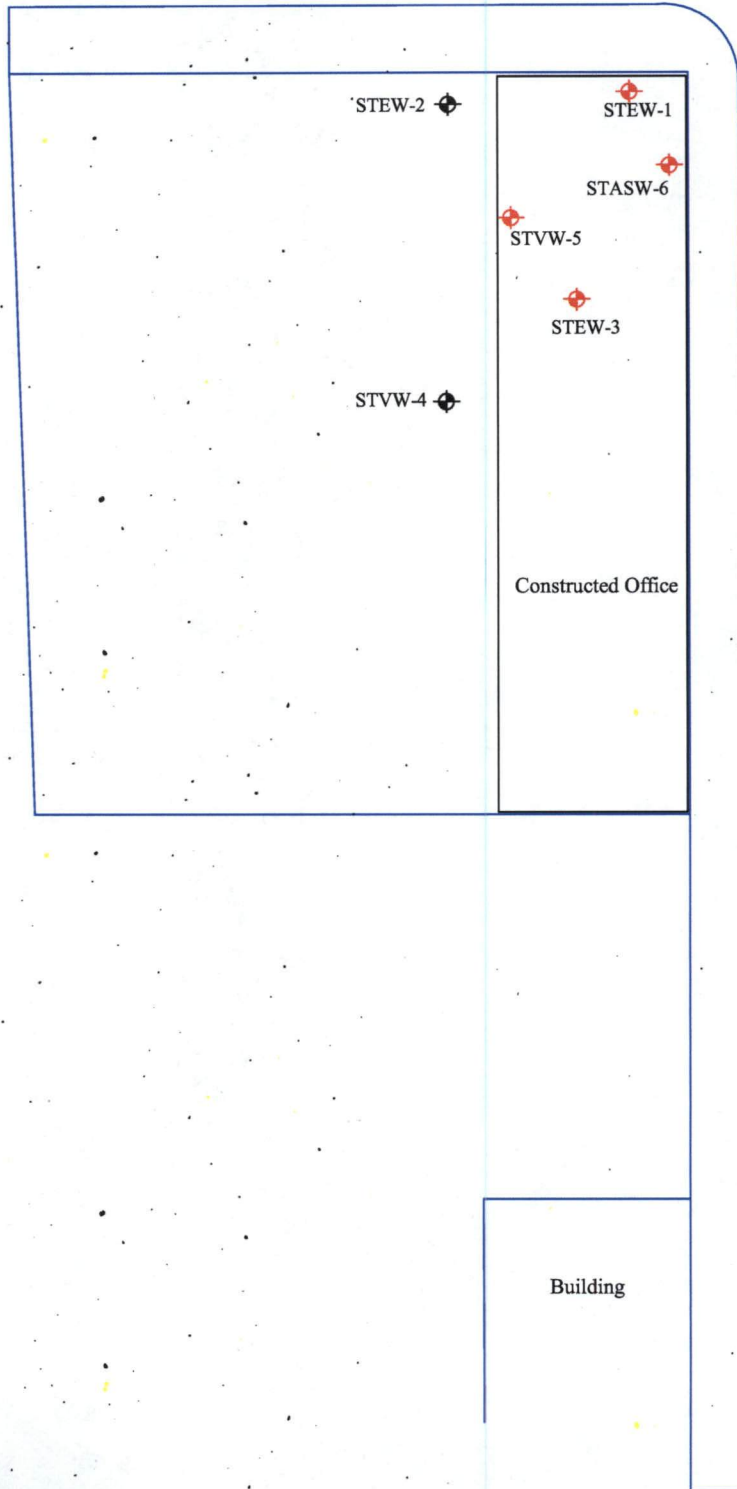 STEW-2
STEW-1
STASW-6
STVW-5
STEW-3
STVW-4
Constructed Office
Building